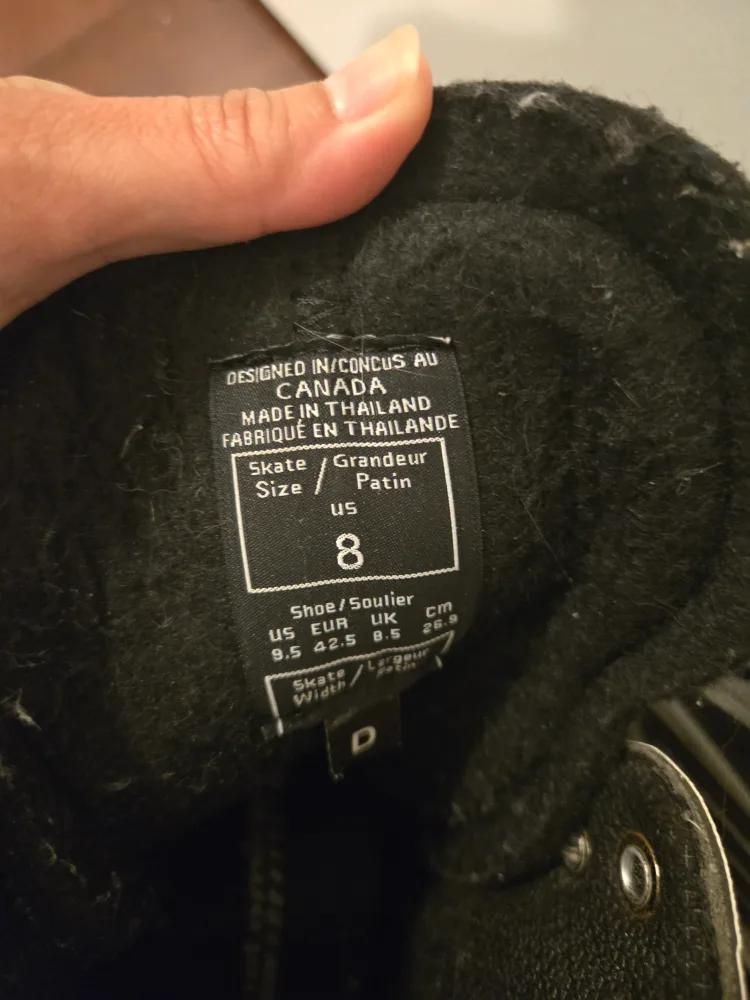 DESIGNED IN/CONCUS AU
CANADA
MADE IN THAILAND
FABRIQUÉ EN THAILANDE
Skate / Grandeur
Size / Patin
US
8
Shoe/Soulier
US EUR UK CM
9.5 42.5 8.5 26.9
Skate / Largeur
Width / Patin
D